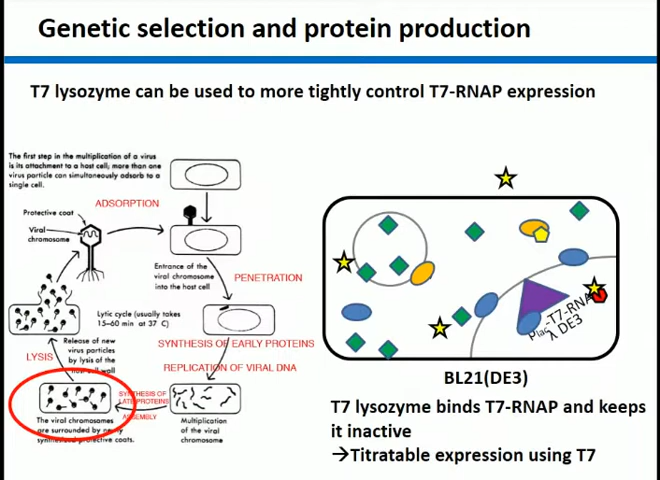 Genetic selection and protein production
T7 lysozyme can be used to more tightly control T7-RNAP expression
The first step in the multiplication of a virus
is its attachment to a host cell; more than one
virus particle can simultaneously adsorb to a
single cell.
ADSORPTION
Protective coat
Viral
chromosome
Entrance of the
viral chromosome
into the host cell
PENETRATION
Lytic cycle (usually takes
15–60 min at 37 C)
SYNTHESIS OF EARLY PROTEINS
Release of new
virus particles
by lysis of the
wall
LYSIS
REPLICATION OF VIRAL DNA
SYNTHESIS OF
LATE PROTEINS
ASSEMBLY
The viral chromosomes
are surrounded by newly
synthesized protective coats.
Multiplication
of the viral
chromosome
Plac-T7-RNA
λ DE3
BL21(DE3)
T7 lysozyme binds T7-RNAP and keeps
it inactive
→Titratable expression using T7